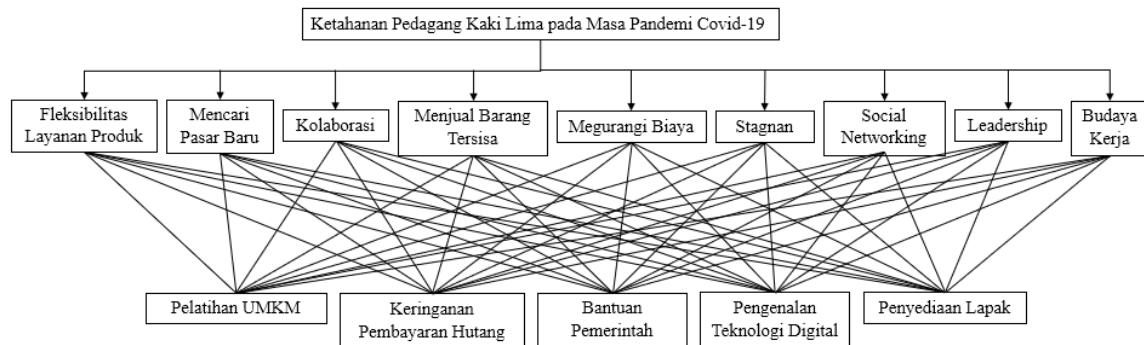 Ketahanan Pedagang Kaki Lima pada Masa Pandemi Covid-19
Fleksibilitas
Layanan Produk
Mencari
Pasar Baru
Kolaborasi
Menjual Barang
Tersisa
Megurangi Biaya
Stagnan
Social
Networking
Leadership
Budaya
Kerja
Pelatihan UMKM
Keringanan
Pembayaran Hutang
Bantuan
Pemerintah
Pengenalan
Teknologi Digital
Penyediaan Lapak